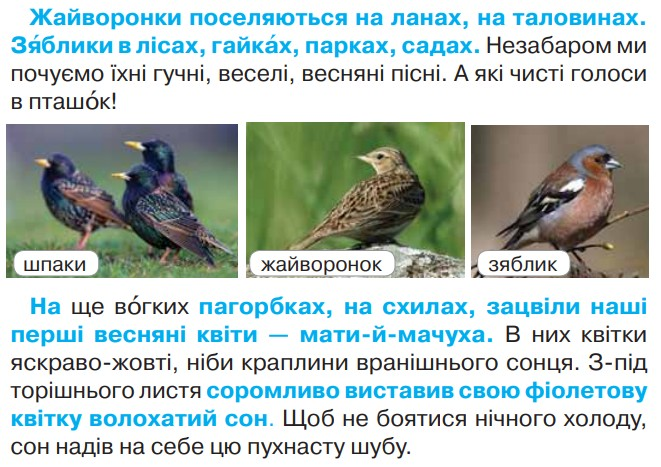 Жайворонки поселяються на ланах, на таловинах.
Зя́блики в лісах, гайка́х, парках, садах. Незабаром ми
почуємо їхні гучні, веселі, весняні пісні. А які чисті голоси
в пташо́к!
шпаки
жайворонок
зяблик
На ще во́гких пагорбках, на схилах, зацвіли наші
перші весняні квіти — мати-й-мачуха. В них квітки
яскраво-жовті, ніби краплини вранішнього сонця. З-під
торішнього листя соромливо виставив свою фіолетову
квітку волохатий сон. Щоб не боятися нічного холоду,
сон надів на себе цю пухнасту шубу.